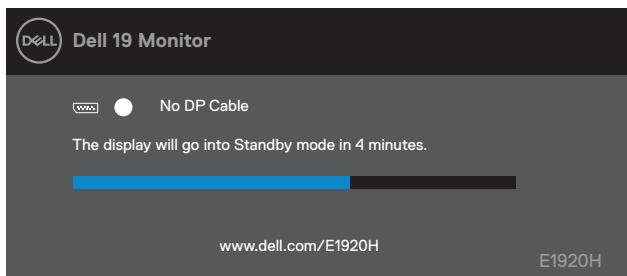 DELL
Dell 19 Monitor
No DP Cable
The display will go into Standby mode in 4 minutes.
www.dell.com/E1920H
E1920H